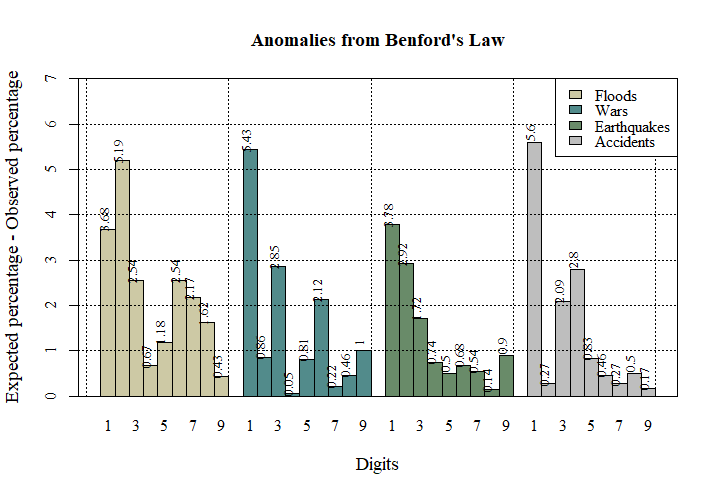 Anomalies from Benford's Law
Expected percentage - Observed percentage
7
6
5
4
3
2
1
0
Floods
Wars
Earthquakes
Accidents
3.68 5.19 2.54 0.67 1.18 2.54 2.17 1.62 0.43
5.43 0.86 2.85 0.05 0.81 2.12 0.22 0.46 1
3.78 2.92 1.72 0.74 0.5 0.68 0.54 0.14 0.9
5.6 0.27 2.09 2.8 0.83 0.46 0.27 0.5 0.17
1 3 5 7 9 1 3 5 7 9 1 3 5 7 9 1 3 5 7 9
Digits